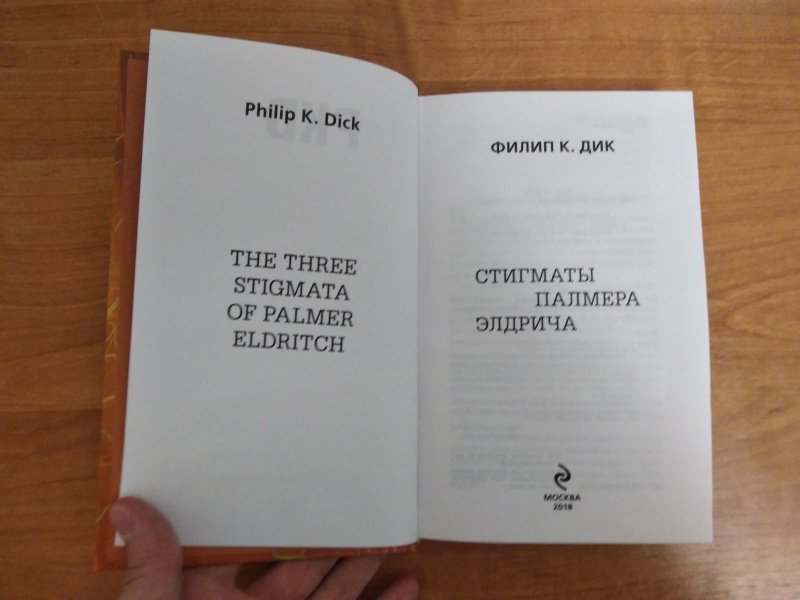 Philip K. Dick
THE THREE
STIGMATA
OF PALMER
ELDRITCH
ФИЛИП К. ДИК
СТИГМАТЫ
ПАЛМЕРА
ЭЛДРИЧА
МОСКВА
2018